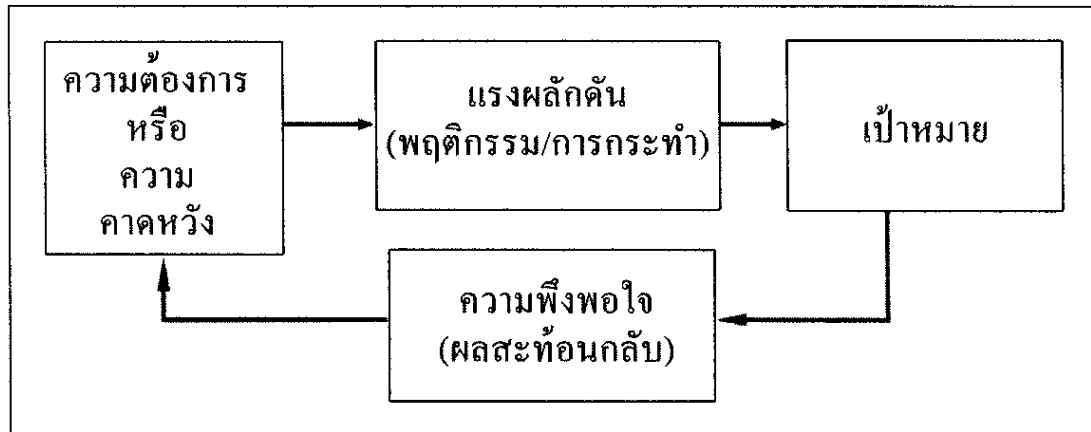 ความต้องการ
หรือ
ความ
คาดหวัง
แรงผลักดัน
(พฤติกรรม/การกระทำ)
เป้าหมาย
ความพึงพอใจ
(ผลสะท้อนกลับ)